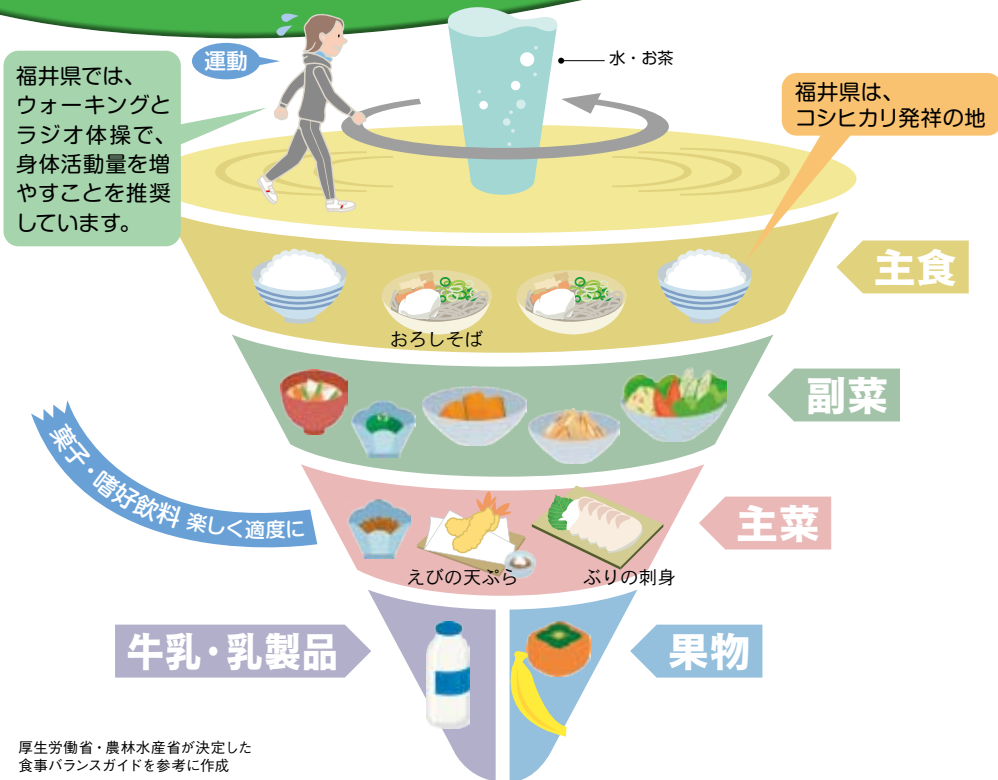 運動
水・お茶
福井県では、
ウォーキングと
ラジオ体操で、
身体活動量を増
やすことを推奨
しています。
福井県は、
コシヒカリ発祥の地
主食
おろしそば
副菜
菓子・嗜好飲料 楽しく適度に
主菜
えびの天ぷら
ぶりの刺身
牛乳・乳製品
果物
厚生労働省・農林水産省が決定した
食事バランスガイドを参考に作成